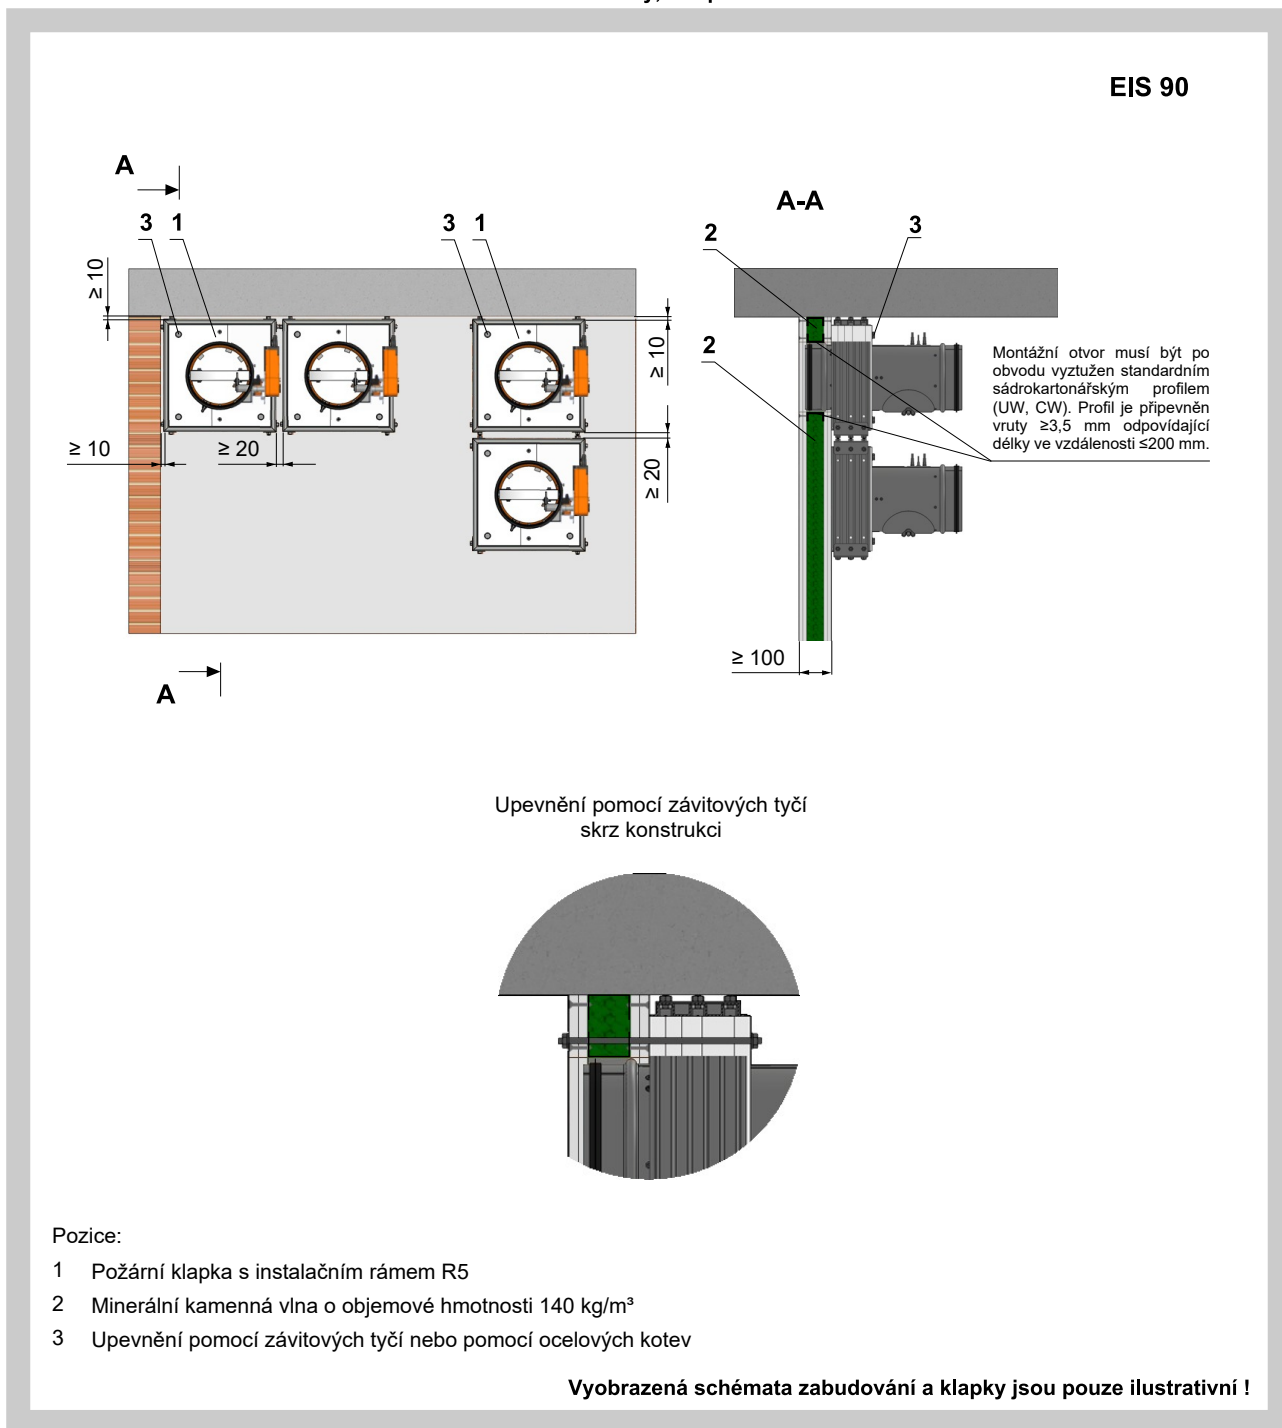 EIS 90
A
A-A
3 1
3 1
2
3
≥ 10
≥ 10
2
Montážní otvor musí být po
obvodu vyztužen standardním
sádrokartonářským profilem
(UW, CW). Profil je připevněn
vruty ≥3,5 mm odpovídající
délky ve vzdálenosti ≤200 mm.
≥ 10
≥ 20
≥ 20
≥ 100
A
Upevnění pomocí závitových tyčí
skrz konstrukci
Pozice:
1 Požární klapka s instalačním rámem R5
2 Minerální kamenná vlna o objemové hmotnosti 140 kg/m³
3 Upevnění pomocí závitových tyčí nebo pomocí ocelových kotev
Vyobrazená schémata zabudování a klapky jsou pouze ilustrativní !